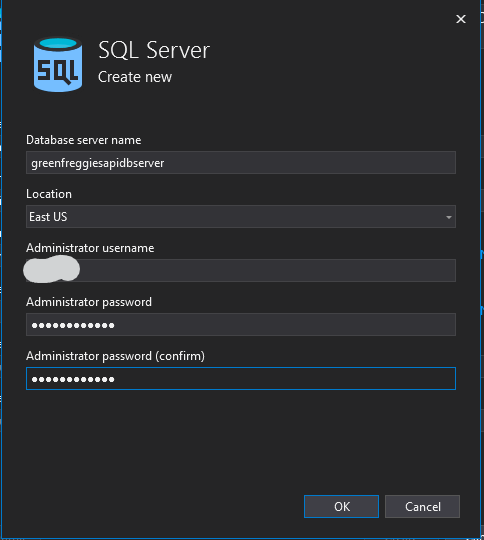 SQL Server
SQL
Create new
Database server name
greenfreggiesapidbserver
Location
East US
Administrator username
Administrator password
●●●●●●●●●●●●
Administrator password (confirm)
●●●●●●●●●●●●
OK
Cancel